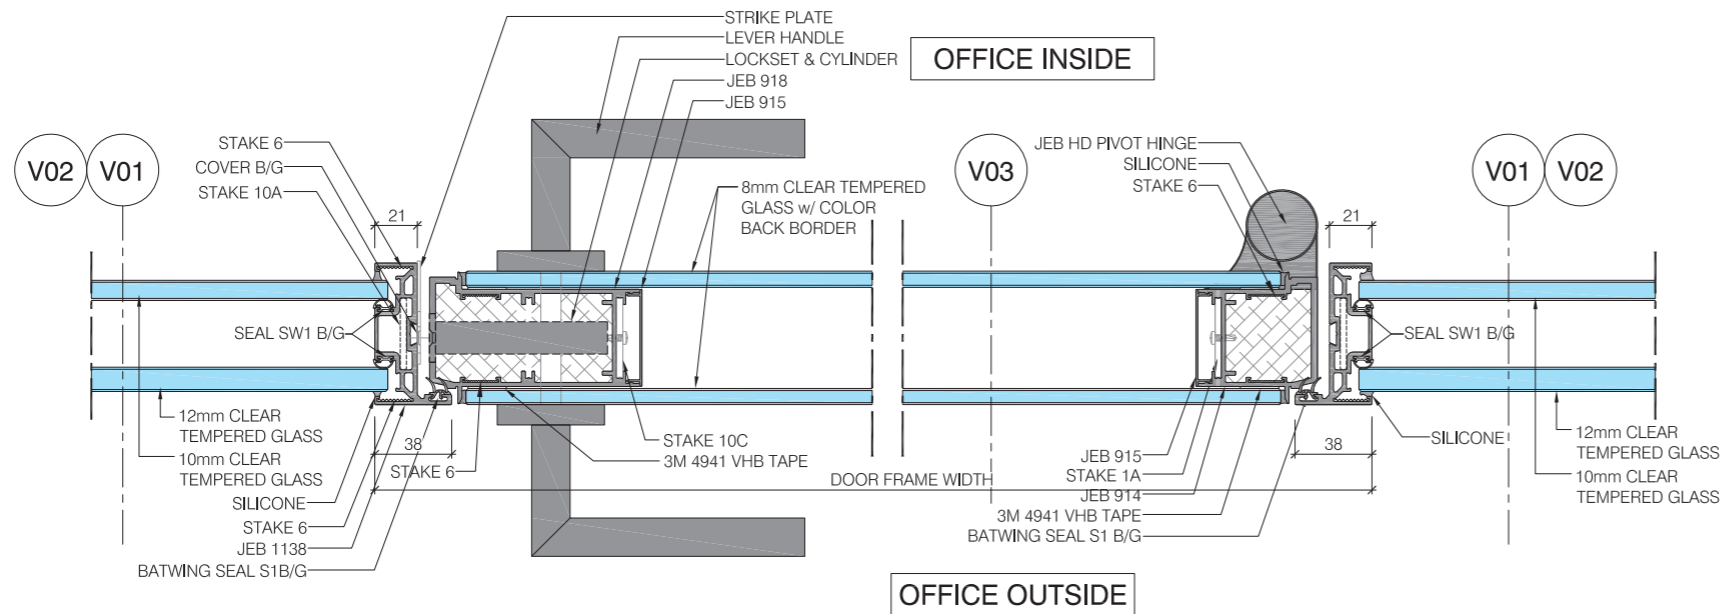 STRIKE PLATE
LEVER HANDLE
LOCKSET & CYLINDER
JEB 918
JEB 915
OFFICE INSIDE
V02
V01
STAKE 6
COVER B/G
STAKE 10A
21
8mm CLEAR TEMPERED
GLASS w/ COLOR
BACK BORDER
V03
JEB HD PIVOT HINGE
SILICONE
STAKE 6
21
V01
V02
SEAL SW1 B/G
SEAL SW1 B/G
12mm CLEAR
TEMPERED GLASS
10mm CLEAR
TEMPERED GLASS
SILICONE
STAKE 6
JEB 1138
BATWING SEAL S1B/G
38
STAKE 6
STAKE 10C
3M 4941 VHB TAPE
DOOR FRAME WIDTH
JEB 915
STAKE 1A
JEB 914
3M 4941 VHB TAPE
BATWING SEAL S1 B/G
38
SILICONE
12mm CLEAR
TEMPERED GLASS
10mm CLEAR
TEMPERED GLASS
OFFICE OUTSIDE